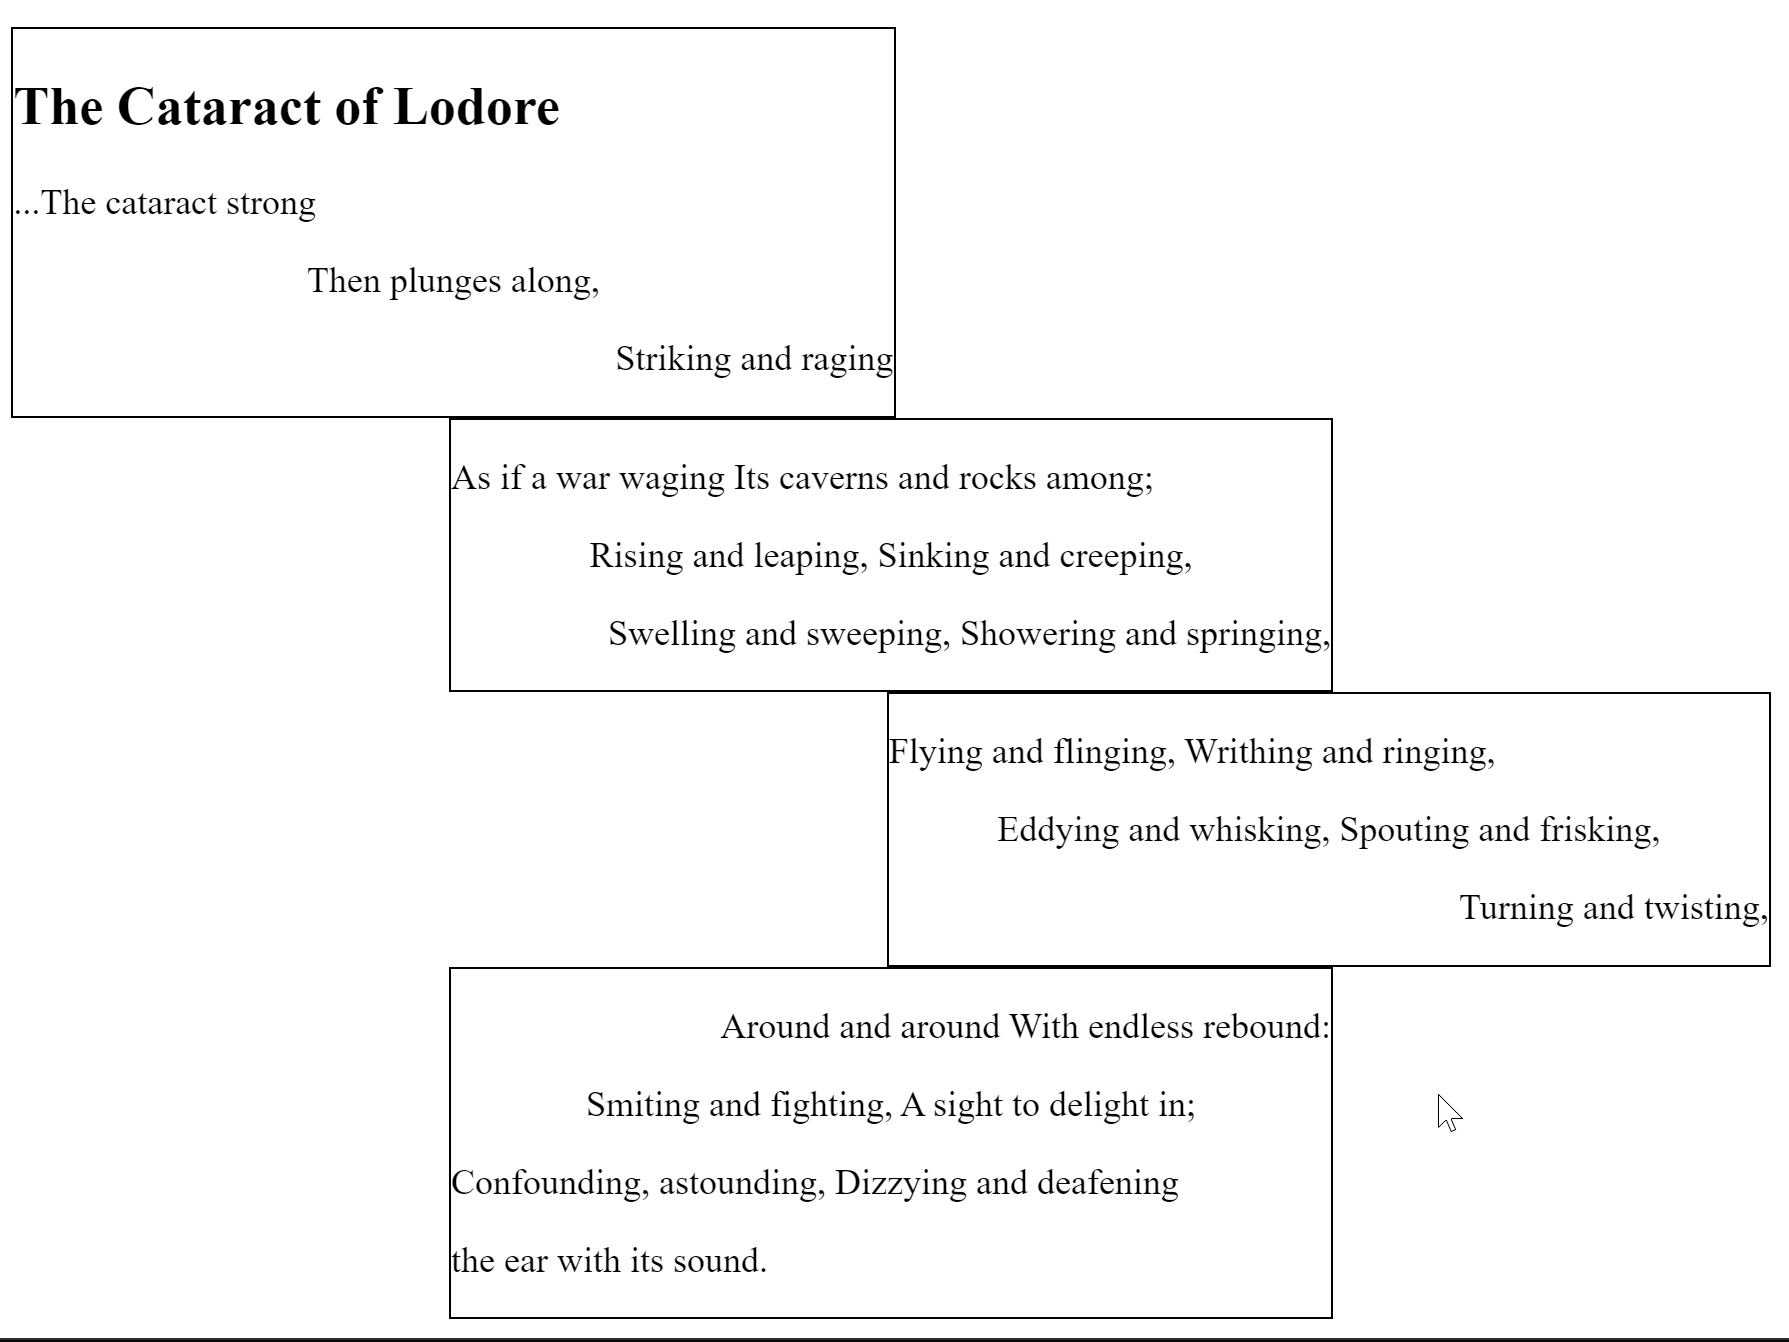 The Cataract of Lodore
...The cataract strong
Then plunges along,
Striking and raging
As if a war waging Its caverns and rocks among;
Rising and leaping, Sinking and creeping,
Swelling and sweeping, Showering and springing,
Flying and flinging, Writhing and ringing,
Eddying and whisking, Spouting and frisking,
Turning and twisting,
Around and around With endless rebound:
Smiting and fighting, A sight to delight in;
Confounding, astounding, Dizzying and deafening
the ear with its sound.